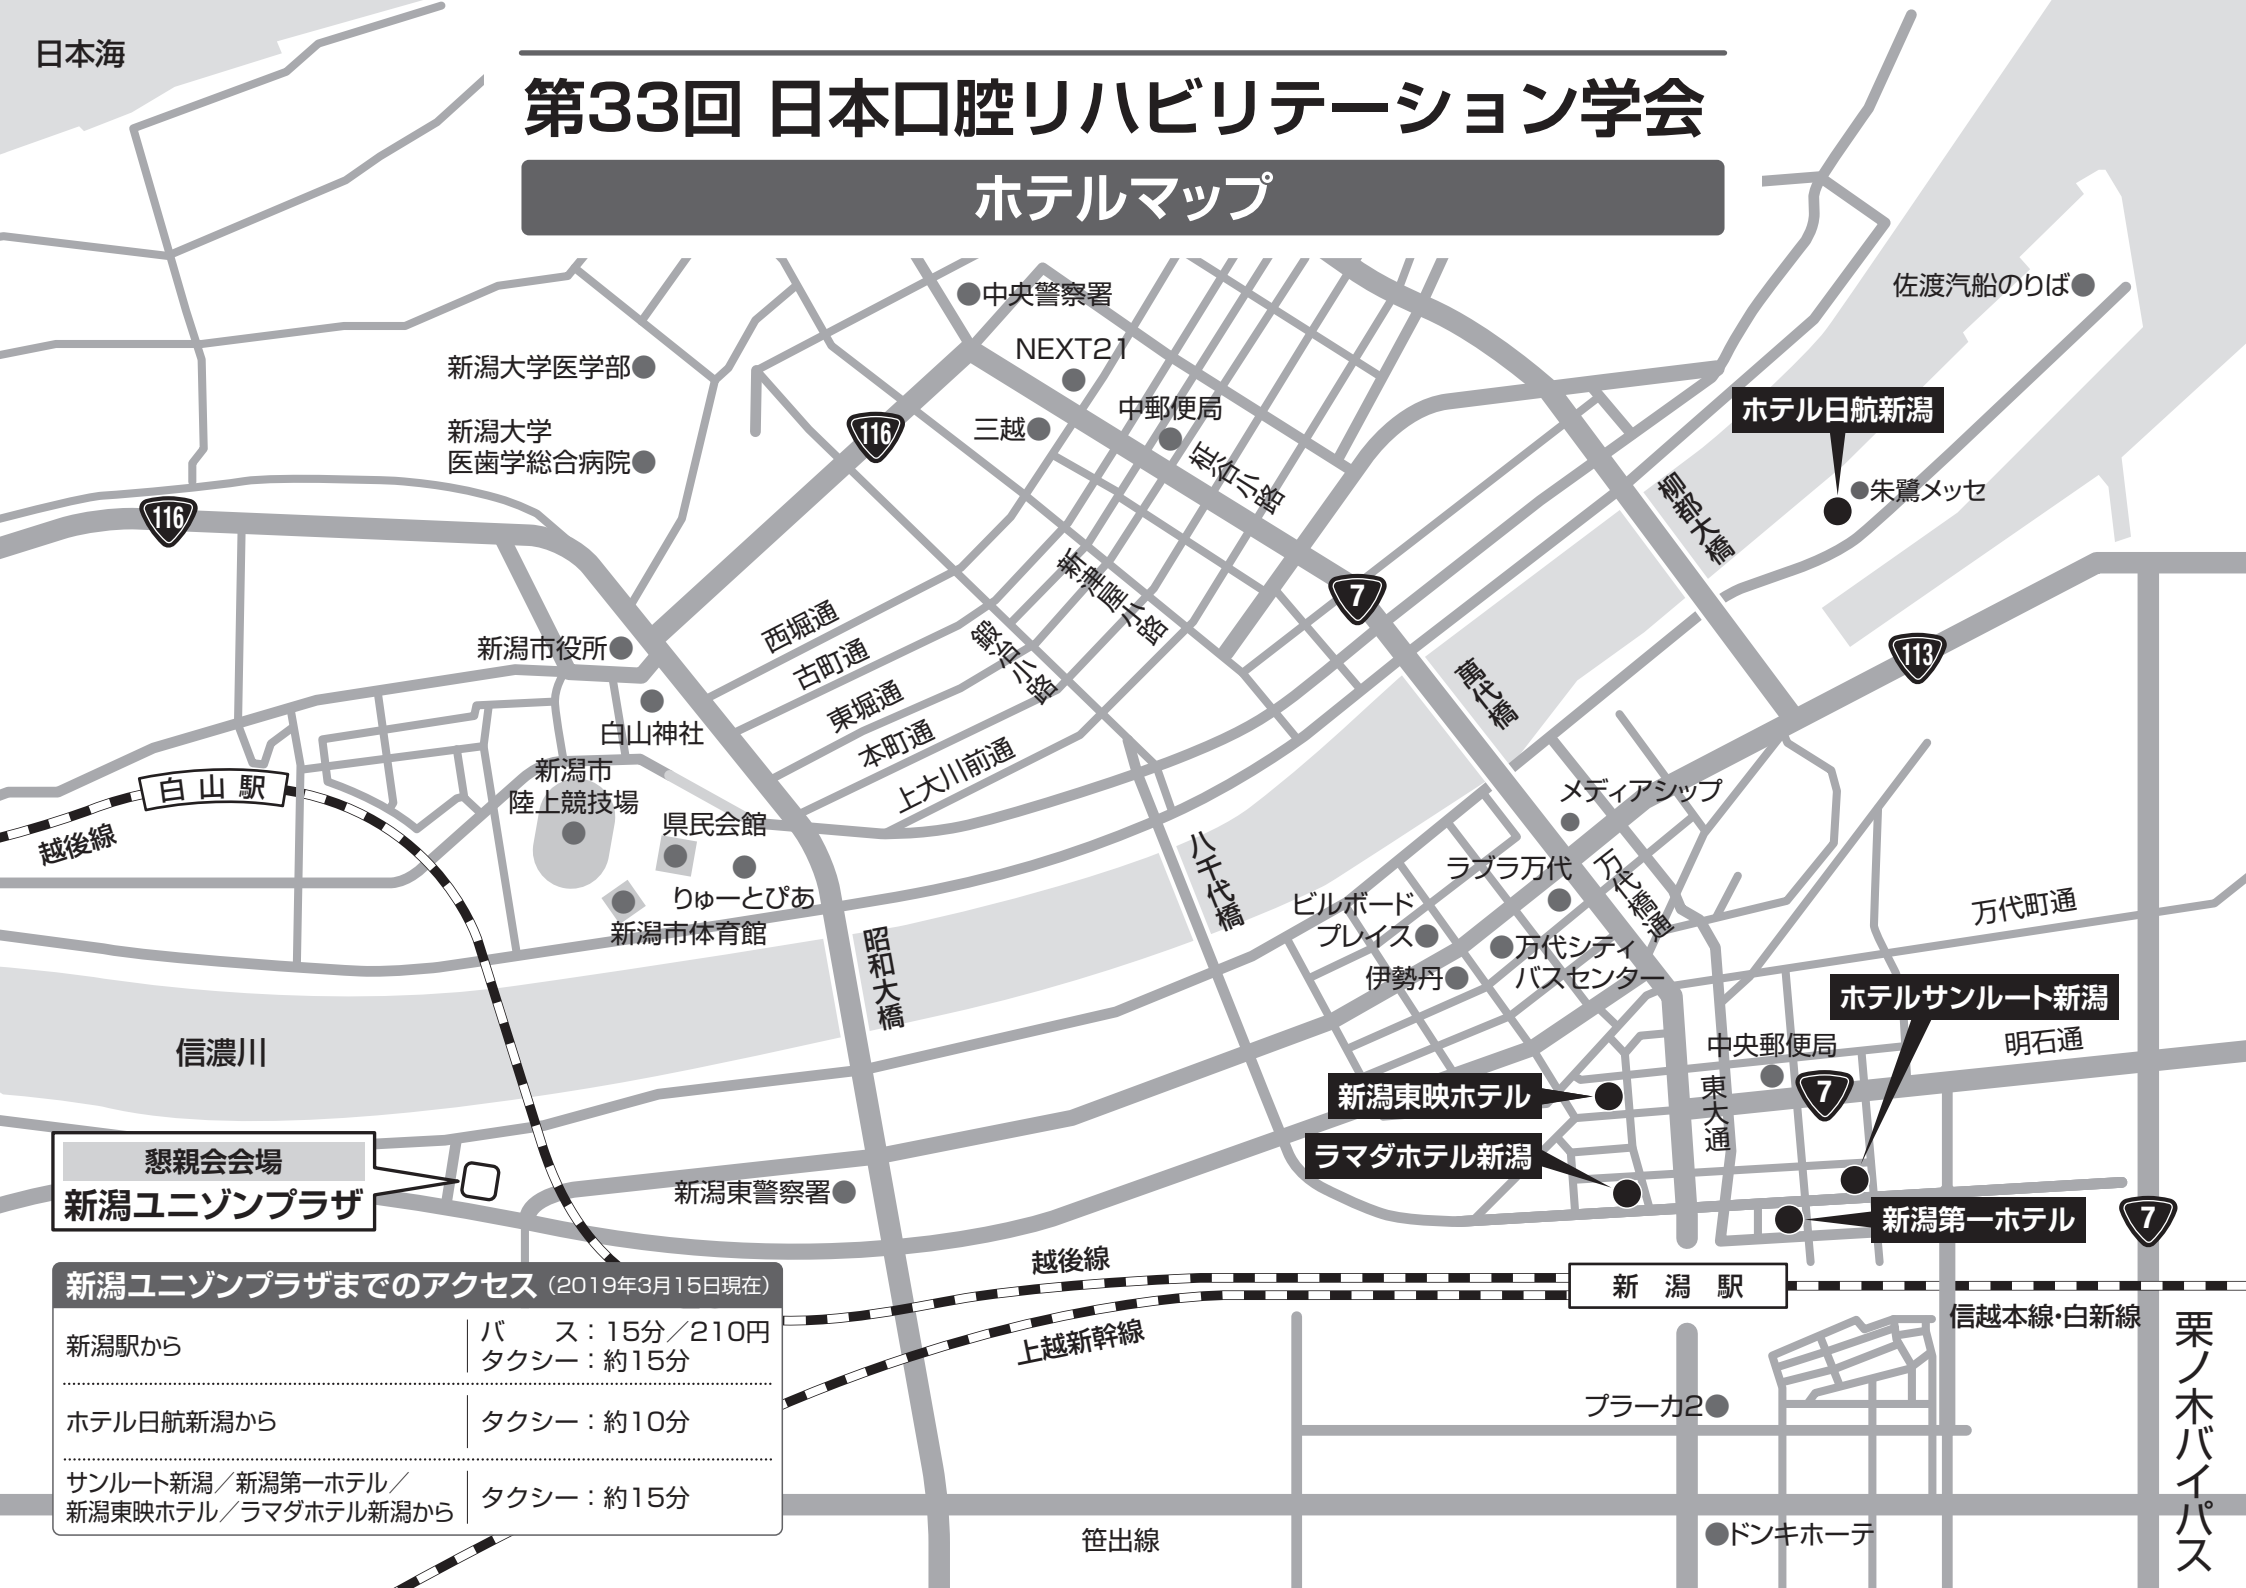 日本海
第33回 日本口腔リハビリテーション学会
ホテルマップ
中央警察署
佐渡汽船のりば
NEXT21
新潟大学医学部
中郵便局
ホテル日航新潟
三越
116
新潟大学
医歯学総合病院
柾谷小路
朱鷺メッセ
柳都大橋
116
新津屋小路
7
西堀通
鍛冶小路
新潟市役所
古町通
113
萬代橋
東堀通
白山神社
本町通
上大川前通
新潟市
陸上競技場
白山駅
メディアシップ
県民会館
越後線
八千代橋
ラブラ万代
万代橋通
りゅーとぴあ
ビルボード
プレイス
万代町通
新潟市体育館
昭和大橋
万代シティ
バスセンター
伊勢丹
ホテルサンルート新潟
信濃川
中央郵便局
明石通
7
新潟東映ホテル
東大通
懇親会会場
新潟ユニゾンプラザ
ラマダホテル新潟
新潟東警察署
新潟第一ホテル
7
越後線
新潟駅
信越本線・白新線
上越新幹線
栗ノ木バイパス
プラーカ2
笹出線
ドンキホーテ
新潟ユニゾンプラザまでのアクセス（2019年3月15日現在）
新潟駅から
バ　　ス：15分／210円
タクシー：約15分
ホテル日航新潟から
タクシー：約10分
サンルート新潟／新潟第一ホテル／
新潟東映ホテル／ラマダホテル新潟から
タクシー：約15分